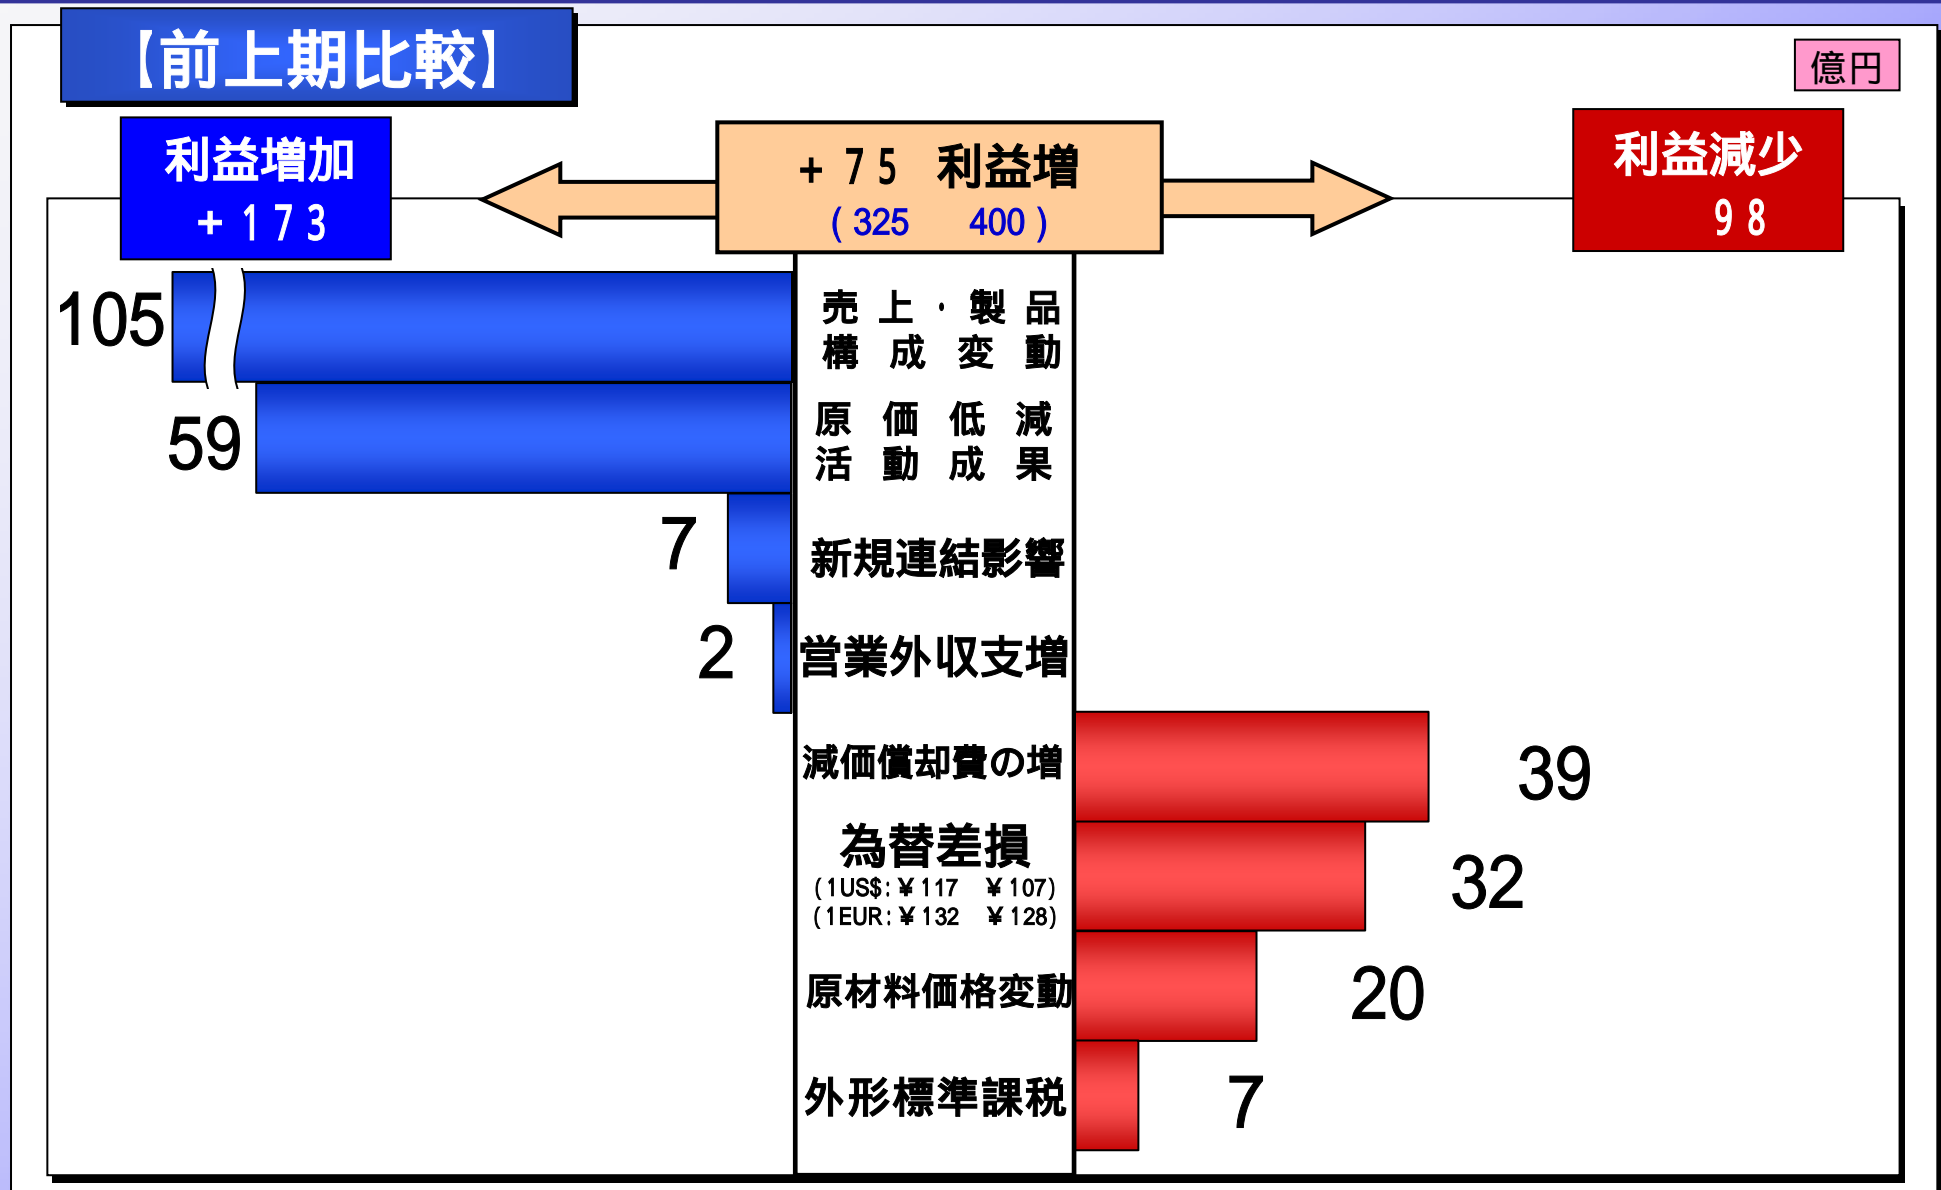 【前上期比較】
億円
利益増加
+173
+75 利益増
(325 400)
利益減少
98
105
売上・製品
構成変動
59
原価低減
活動成果
7
新規連結影響
2
営業外収支増
減価償却費の増
39
為替差損
(1US$:¥117 ¥107)
(1EUR:¥132 ¥128)
32
原材料価格変動
20
外形標準課税
7